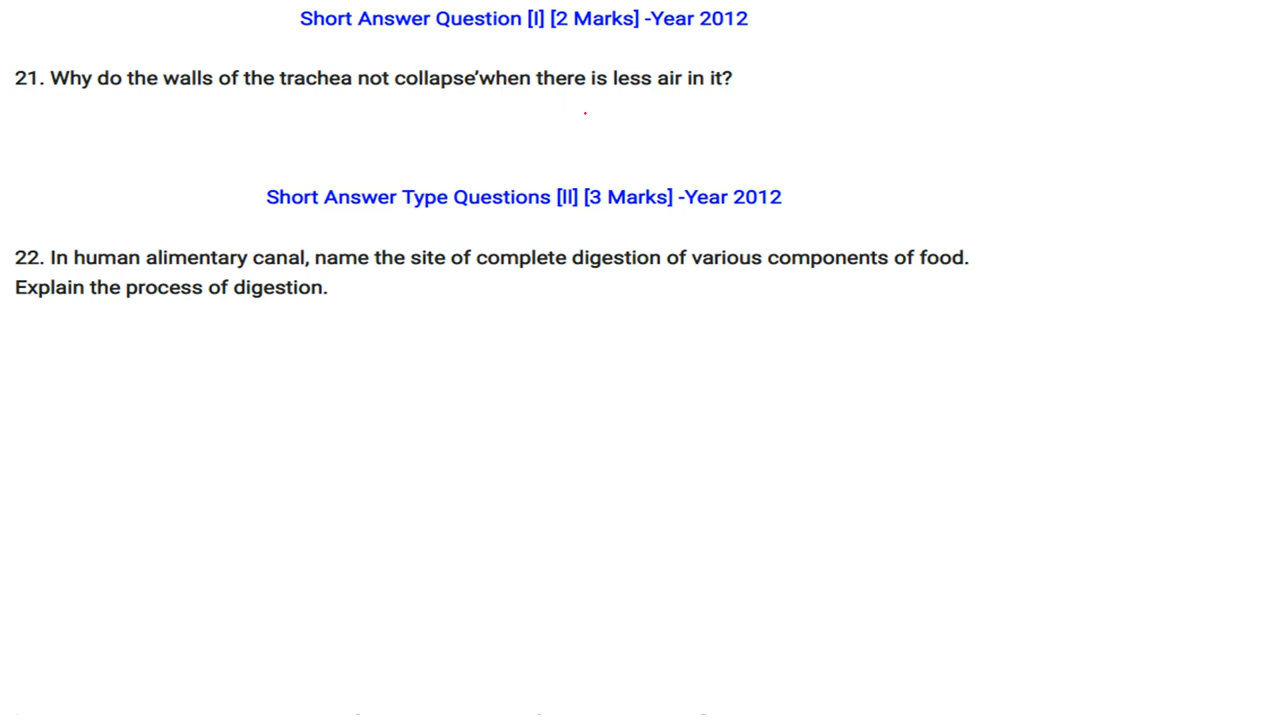 Short Answer Question [I] [2 Marks] -Year 2012
21. Why do the walls of the trachea not collapse’when there is less air in it?
Short Answer Type Questions [II] [3 Marks] -Year 2012
22. In human alimentary canal, name the site of complete digestion of various components of food.
Explain the process of digestion.